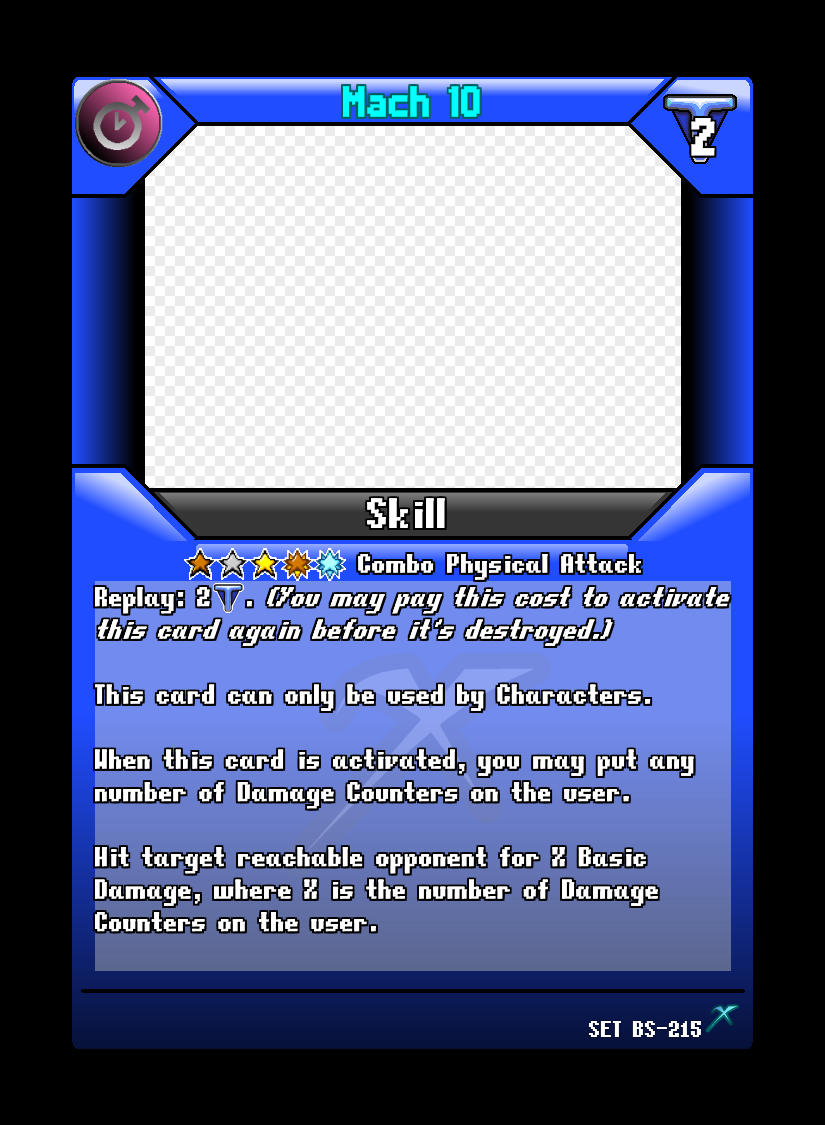 Mach 10
2
Skill
Combo Physical Attack
Replay: 2 . (You may pay this cost to activate
this card again before it's destroyed.)
This card can only be used by Characters.
When this card is activated, you may put any
number of Damage Counters on the user.
Hit target reachable opponent for X Basic
Damage, where X is the number of Damage
Counters on the user.
SET BS-215